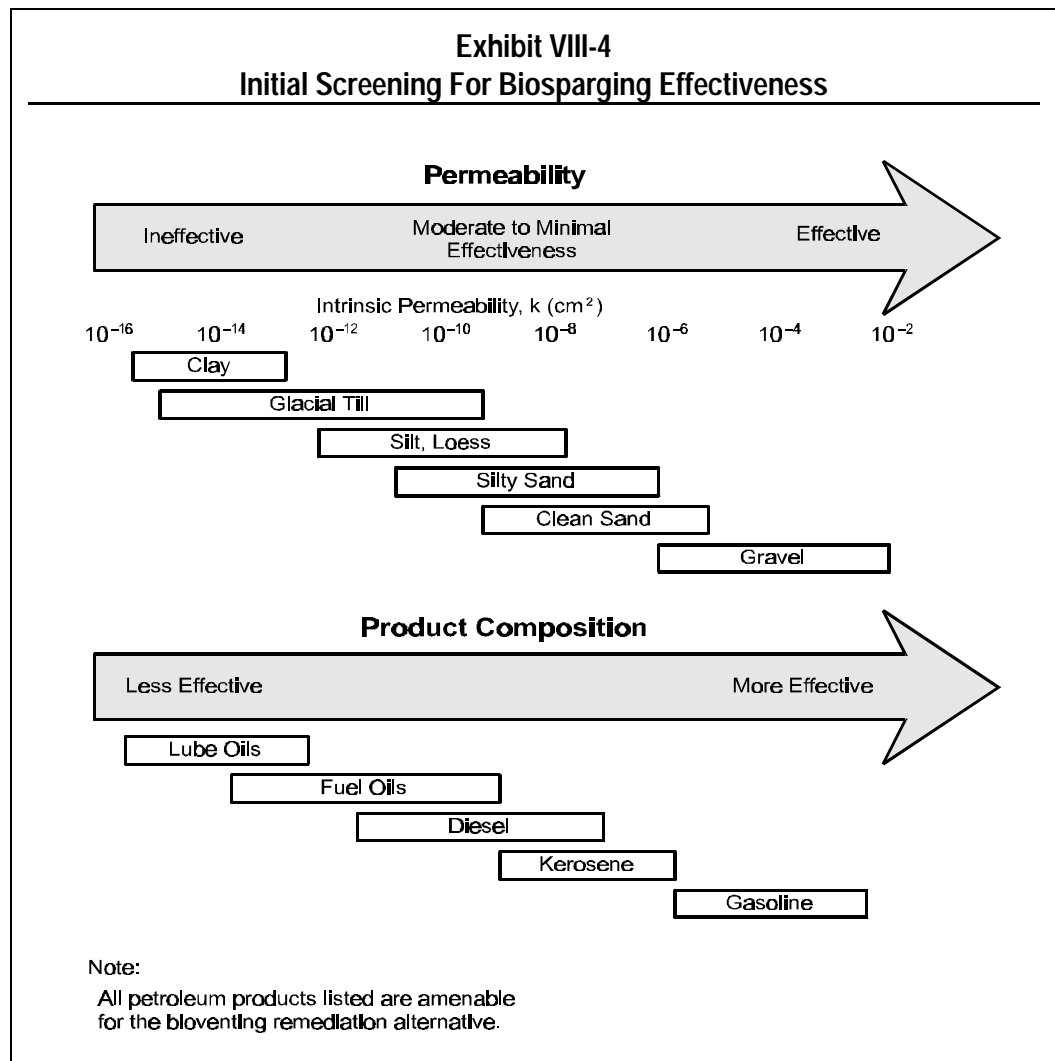 Exhibit VIII-4
Initial Screening For Biosparging Effectiveness
Permeability
Ineffective
Moderate to Minimal
Effectiveness
Effective
Intrinsic Permeability, k (cm²)
10⁻¹⁶ 10⁻¹⁴ 10⁻¹² 10⁻¹⁰ 10⁻⁸ 10⁻⁶ 10⁻⁴ 10⁻²
Clay
Glacial Till
Silt, Loess
Silty Sand
Clean Sand
Gravel
Product Composition
Less Effective
More Effective
Lube Oils
Fuel Oils
Diesel
Kerosene
Gasoline
Note:
All petroleum products listed are amenable
for the bioventing remediation alternative.